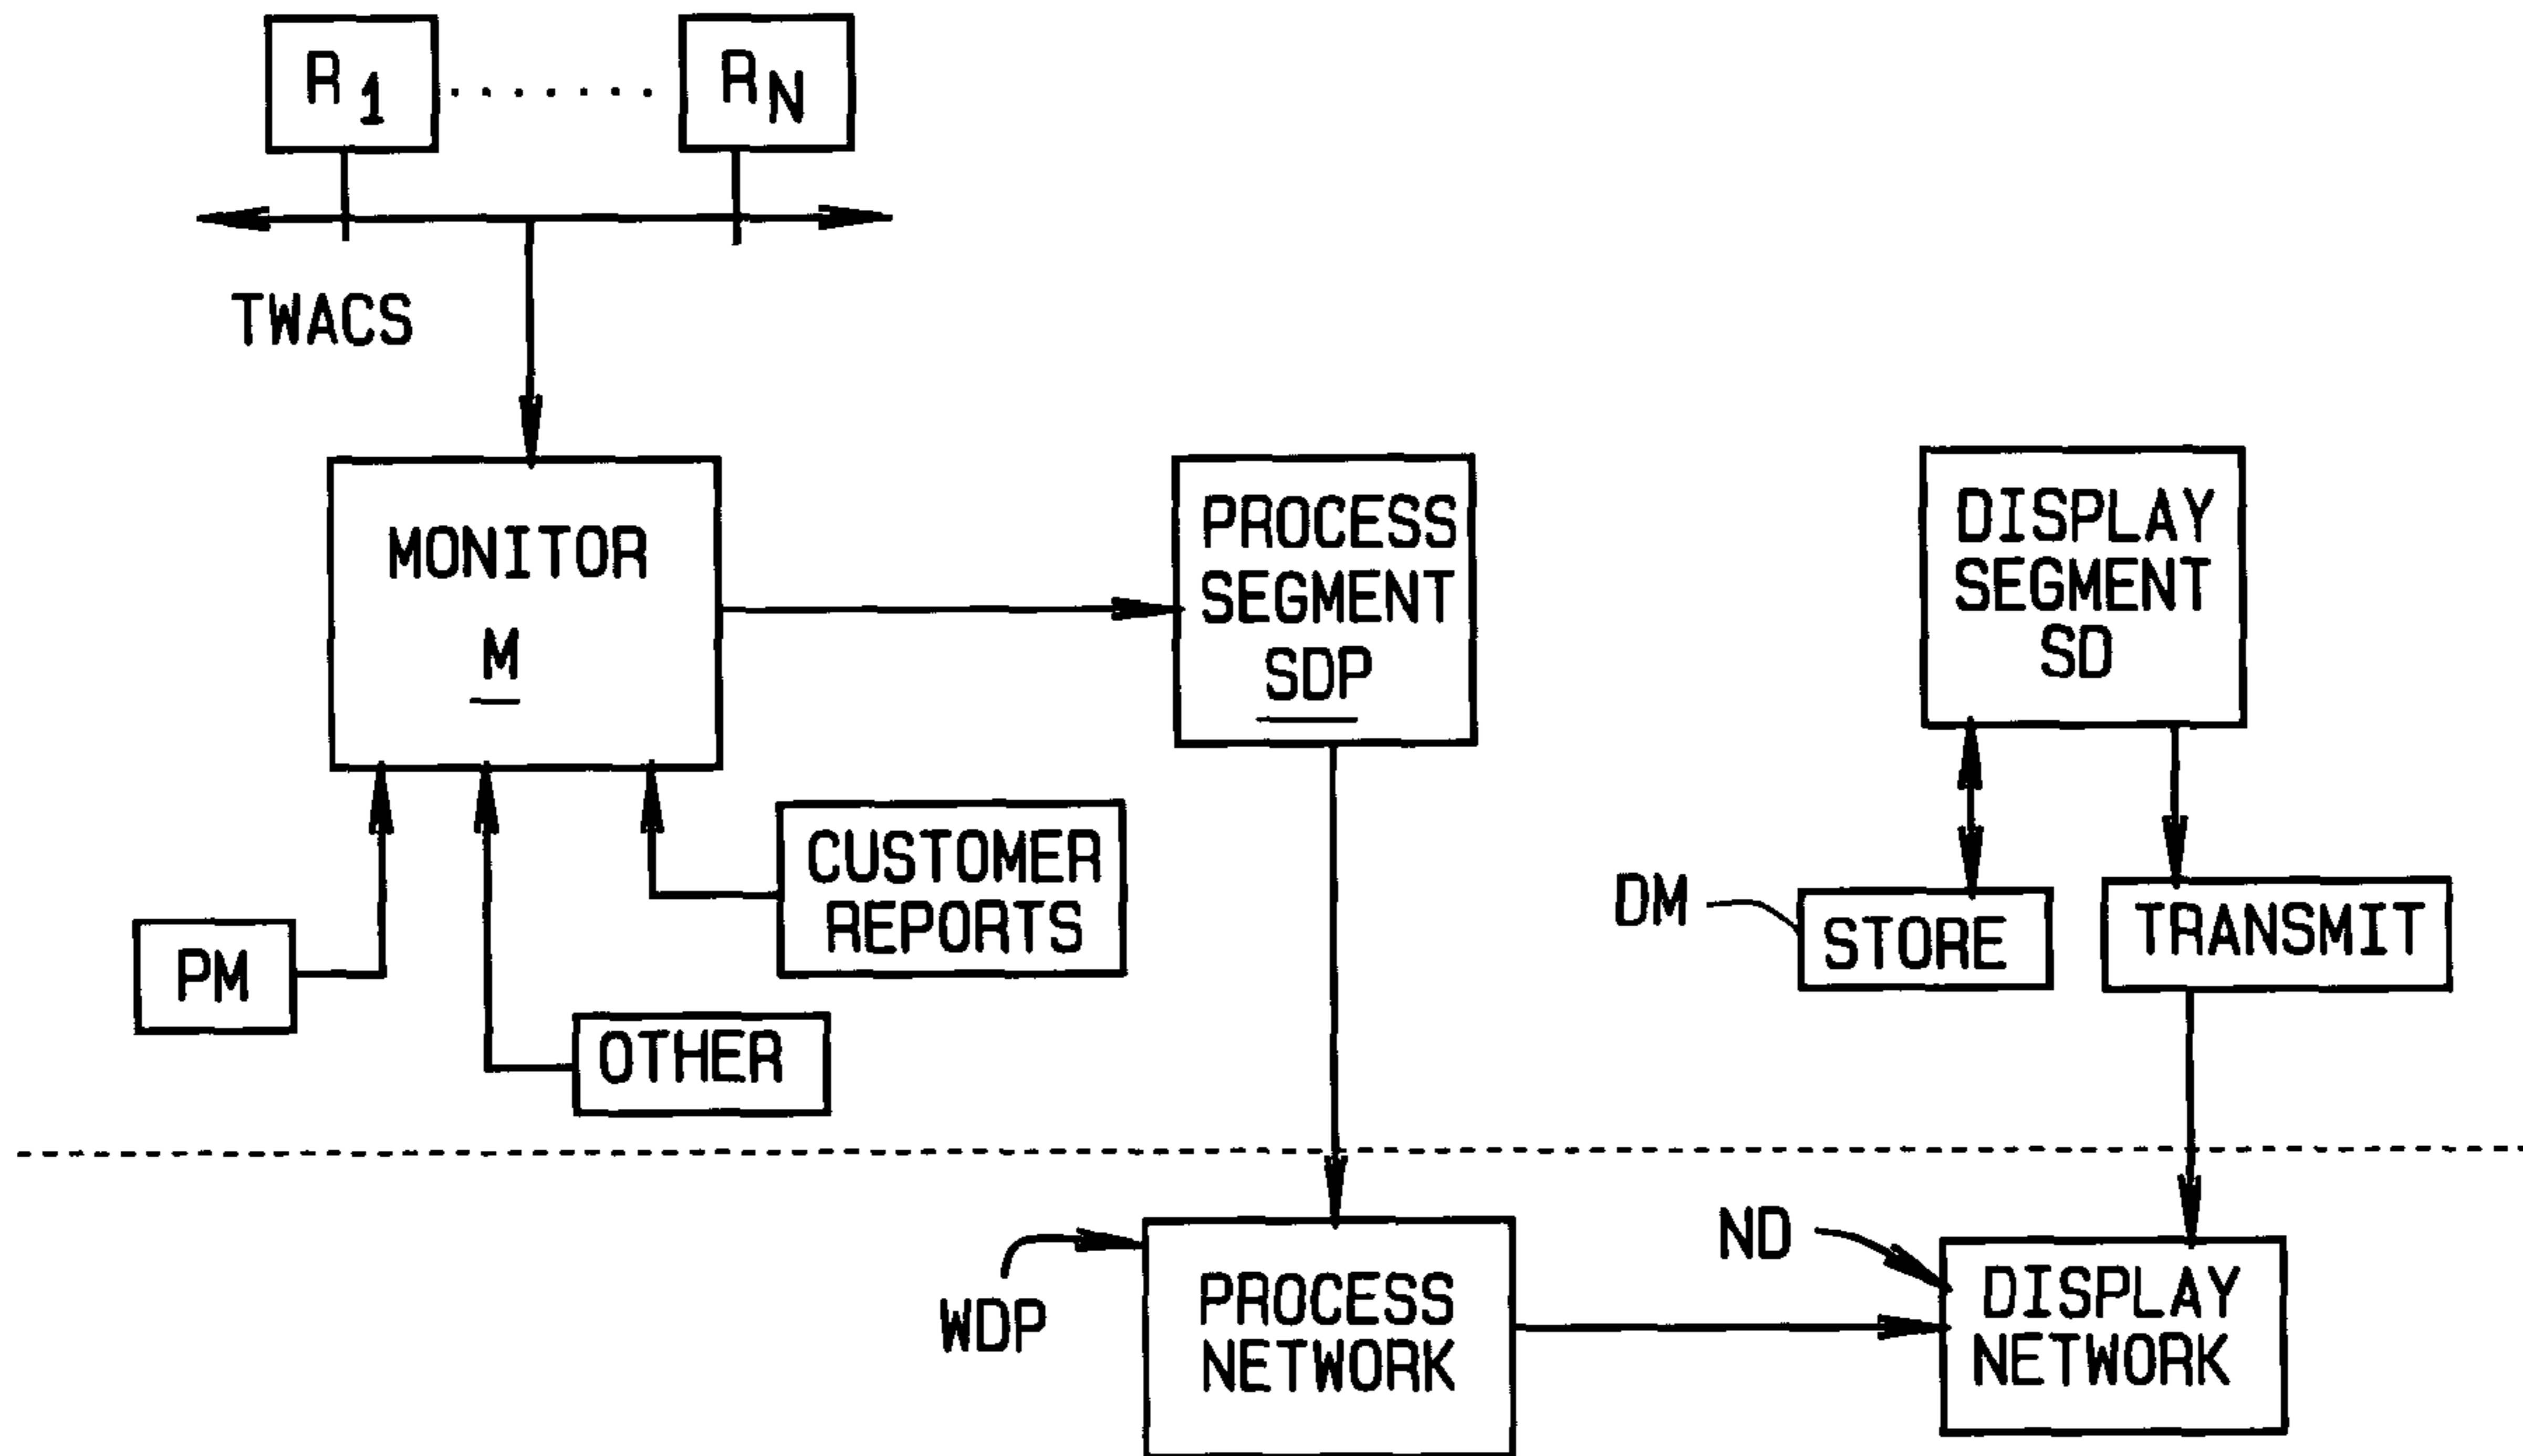 R1 ....... RN
TWACS
MONITOR
M
PROCESS
SEGMENT
SDP
DISPLAY
SEGMENT
SD
CUSTOMER
REPORTS
PM
OTHER
DM
STORE
TRANSMIT
WDP
PROCESS
NETWORK
ND
DISPLAY
NETWORK